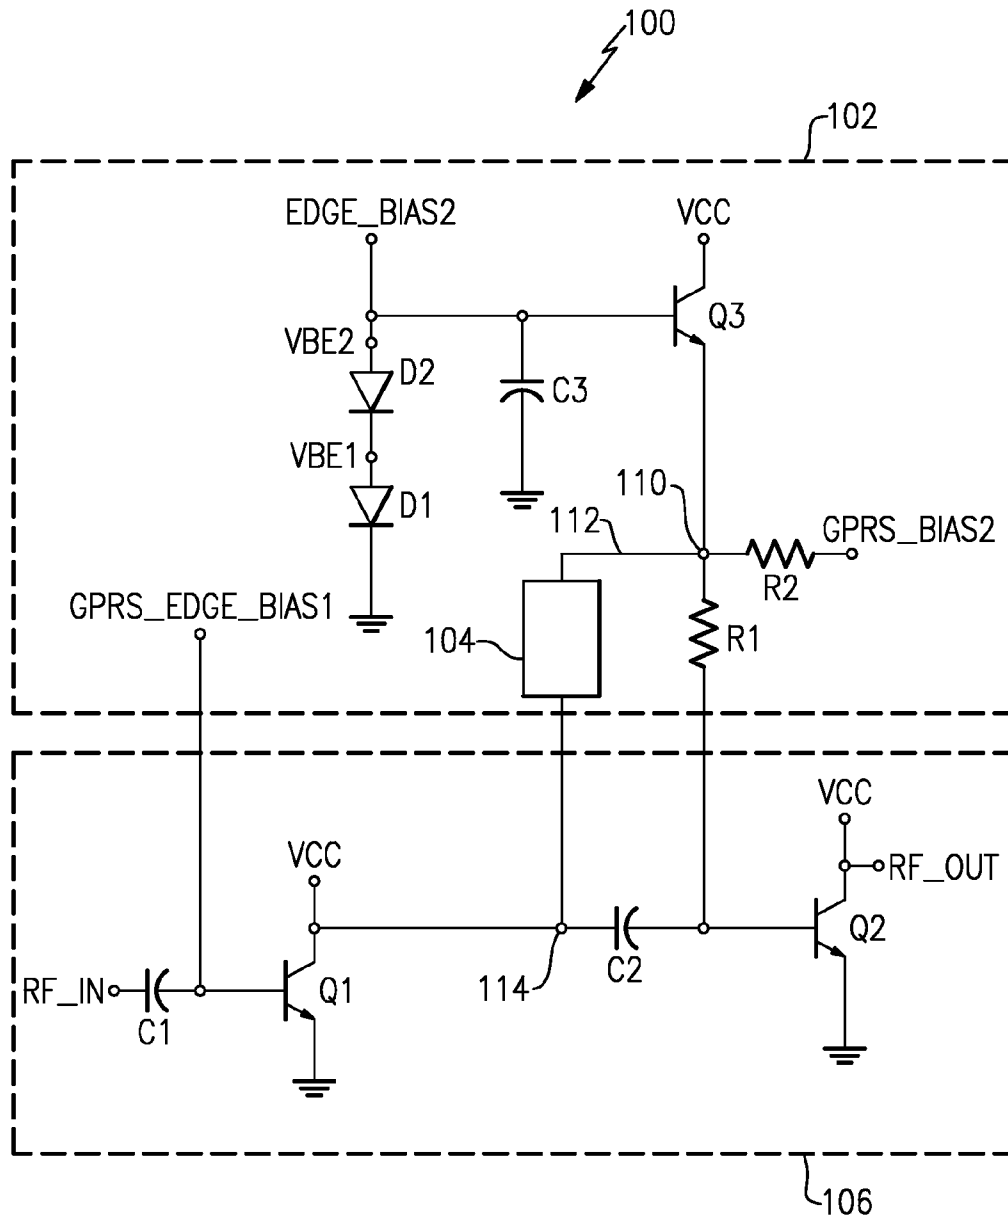 100
102
EDGE_BIAS2
VCC
Q3
VBE2
D2
C3
VBE1
D1
110
112
GPRS_BIAS2
R2
GPRS_EDGE_BIAS1
104
R1
VCC
VCC
RF_OUT
Q2
114
C2
RF_IN
Q1
C1
106